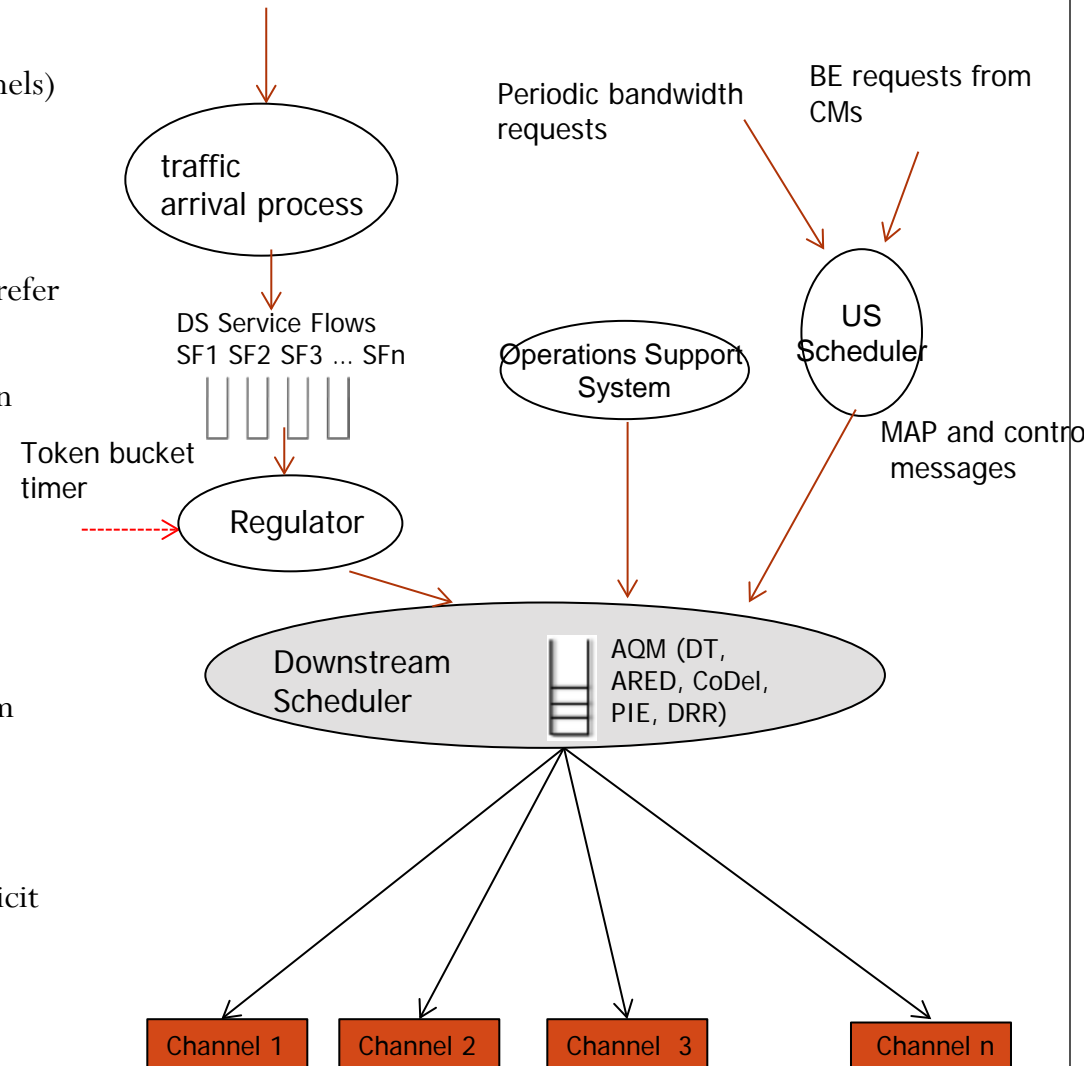 nels)
refer
n
n
icit
traffic
arrival process
Periodic bandwidth
requests
BE requests from
CMs
DS Service Flows
SF1 SF2 SF3 ... SFn
Operations Support
System
US
Scheduler
Token bucket
timer
Regulator
MAP and contro
messages
Downstream
Scheduler
AQM (DT,
ARED, CoDel,
PIE, DRR)
Channel 1
Channel 2
Channel 3
Channel n